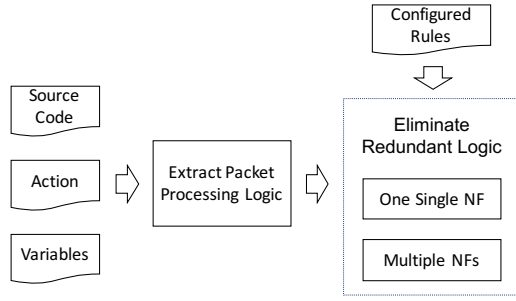 Configured
Rules
Source
Code
Action
Variables
Extract Packet
Processing Logic
Eliminate
Redundant Logic
One Single NF
Multiple NFs